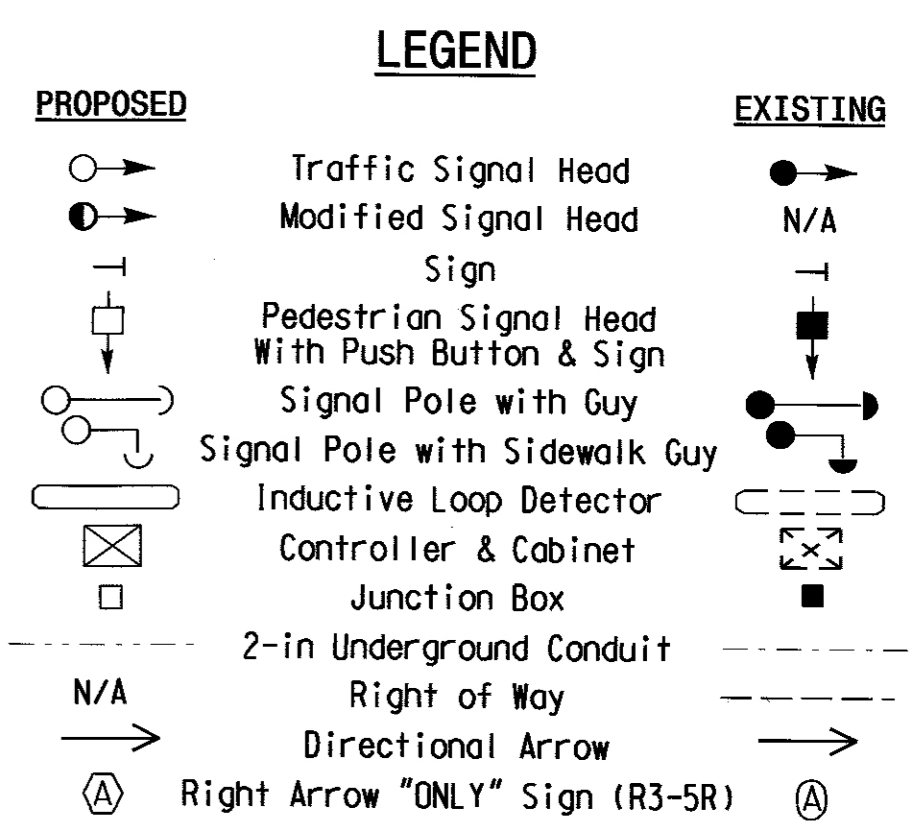 LEGEND
PROPOSED EXISTING
Traffic Signal Head
Modified Signal Head N/A
Sign
Pedestrian Signal Head
With Push Button & Sign
Signal Pole with Guy
Signal Pole with Sidewalk Guy
Inductive Loop Detector
Controller & Cabinet
Junction Box
2-in Underground Conduit
N/A Right of Way
Directional Arrow
A Right Arrow "ONLY" Sign (R3-5R) A